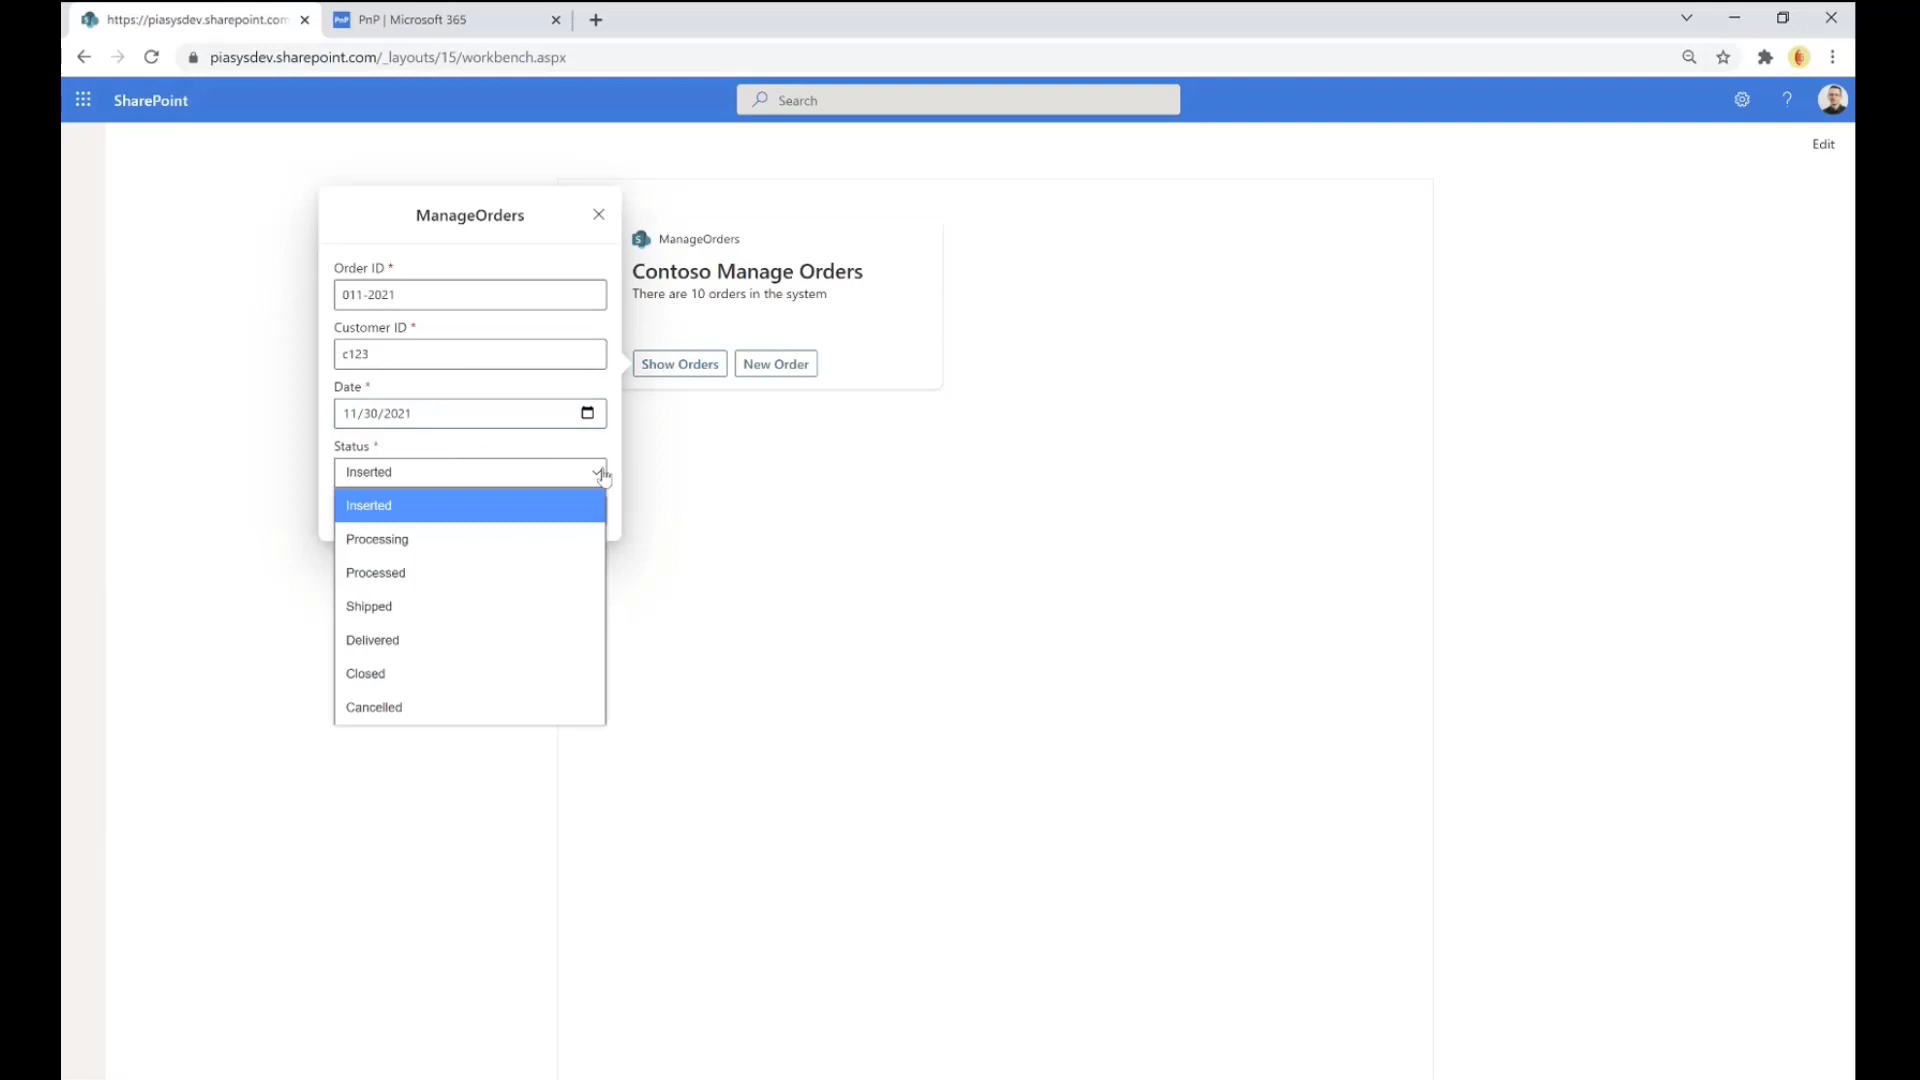 https://piasysdev.sharepoint.com
PnP PnP | Microsoft 365
piasysdev.sharepoint.com/_layouts/15/workbench.aspx
SharePoint
Search
Edit
ManageOrders
Order ID *
011-2021
Customer ID *
c123
Date *
11/30/2021
Status *
Inserted
Inserted
Processing
Processed
Shipped
Delivered
Closed
Cancelled
S ManageOrders
Contoso Manage Orders
There are 10 orders in the system
Show Orders New Order